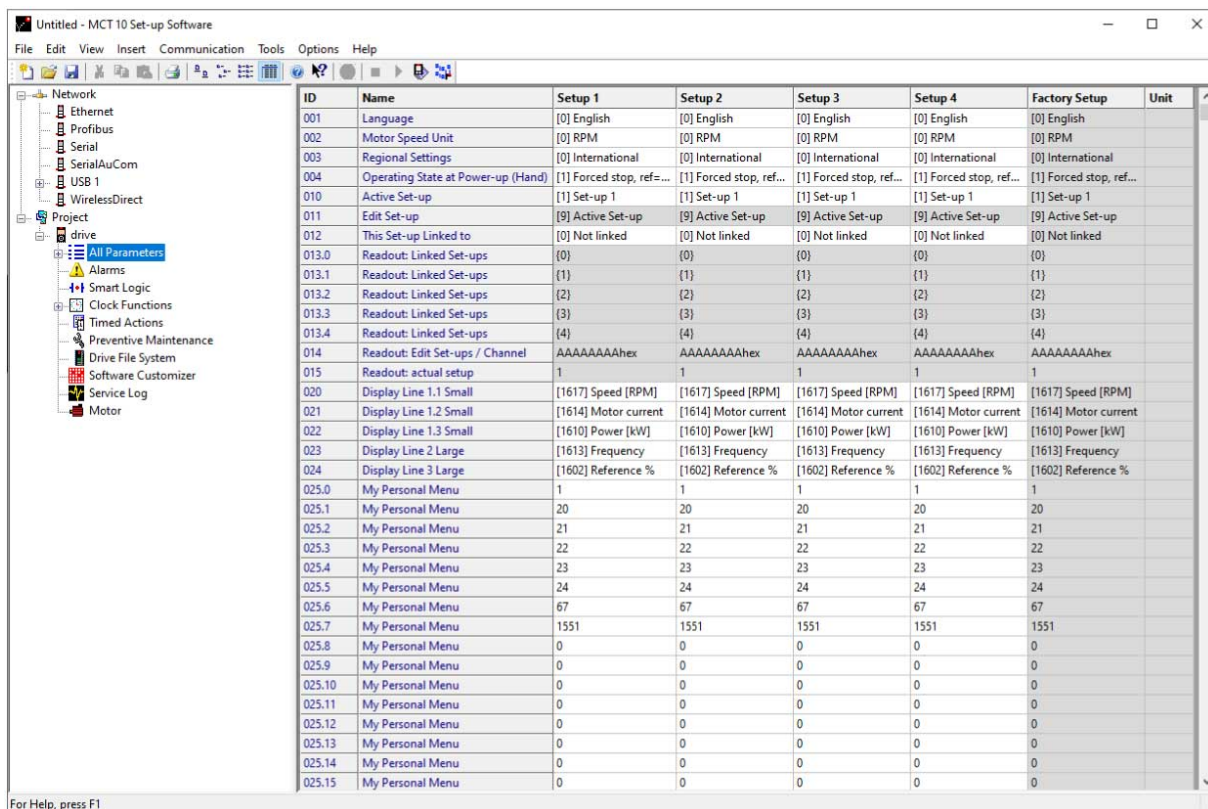 Untitled - MCT 10 Set-up Software
File Edit View Insert Communication Tools Options Help
Network
Ethernet
Profibus
Serial
SerialAuCom
USB 1
WirelessDirect
Project
drive
All Parameters
Alarms
Smart Logic
Clock Functions
Timed Actions
Preventive Maintenance
Drive File System
Software Customizer
Service Log
Motor
ID Name Setup 1 Setup 2 Setup 3 Setup 4 Factory Setup Unit
001 Language [0] English [0] English [0] English [0] English [0] English
002 Motor Speed Unit [0] RPM [0] RPM [0] RPM [0] RPM [0] RPM
003 Regional Settings [0] International [0] International [0] International [0] International [0] International
004 Operating State at Power-up (Hand) [1] Forced stop, ref=... [1] Forced stop, ref... [1] Forced stop, ref... [1] Forced stop, ref... [1] Forced stop, ref...
010 Active Set-up [1] Set-up 1 [1] Set-up 1 [1] Set-up 1 [1] Set-up 1 [1] Set-up 1
011 Edit Set-up [9] Active Set-up [9] Active Set-up [9] Active Set-up [9] Active Set-up [9] Active Set-up
012 This Set-up Linked to [0] Not linked [0] Not linked [0] Not linked [0] Not linked [0] Not linked
013.0 Readout: Linked Set-ups {0} {0} {0} {0} {0}
013.1 Readout: Linked Set-ups {1} {1} {1} {1} {1}
013.2 Readout: Linked Set-ups {2} {2} {2} {2} {2}
013.3 Readout: Linked Set-ups {3} {3} {3} {3} {3}
013.4 Readout: Linked Set-ups {4} {4} {4} {4} {4}
014 Readout: Edit Set-ups / Channel AAAAAAAAhex AAAAAAAAhex AAAAAAAAhex AAAAAAAAhex AAAAAAAAhex
015 Readout: actual setup 1 1 1 1 1
020 Display Line 1.1 Small [1617] Speed [RPM] [1617] Speed [RPM] [1617] Speed [RPM] [1617] Speed [RPM] [1617] Speed [RPM]
021 Display Line 1.2 Small [1614] Motor current [1614] Motor current [1614] Motor current [1614] Motor current [1614] Motor current
022 Display Line 1.3 Small [1610] Power [kW] [1610] Power [kW] [1610] Power [kW] [1610] Power [kW] [1610] Power [kW]
023 Display Line 2 Large [1613] Frequency [1613] Frequency [1613] Frequency [1613] Frequency [1613] Frequency
024 Display Line 3 Large [1602] Reference % [1602] Reference % [1602] Reference % [1602] Reference % [1602] Reference %
025.0 My Personal Menu 1 1 1 1 1
025.1 My Personal Menu 20 20 20 20 20
025.2 My Personal Menu 21 21 21 21 21
025.3 My Personal Menu 22 22 22 22 22
025.4 My Personal Menu 23 23 23 23 23
025.5 My Personal Menu 24 24 24 24 24
025.6 My Personal Menu 67 67 67 67 67
025.7 My Personal Menu 1551 1551 1551 1551 1551
025.8 My Personal Menu 0 0 0 0 0
025.9 My Personal Menu 0 0 0 0 0
025.10 My Personal Menu 0 0 0 0 0
025.11 My Personal Menu 0 0 0 0 0
025.12 My Personal Menu 0 0 0 0 0
025.13 My Personal Menu 0 0 0 0 0
025.14 My Personal Menu 0 0 0 0 0
025.15 My Personal Menu 0 0 0 0 0
For Help, press F1